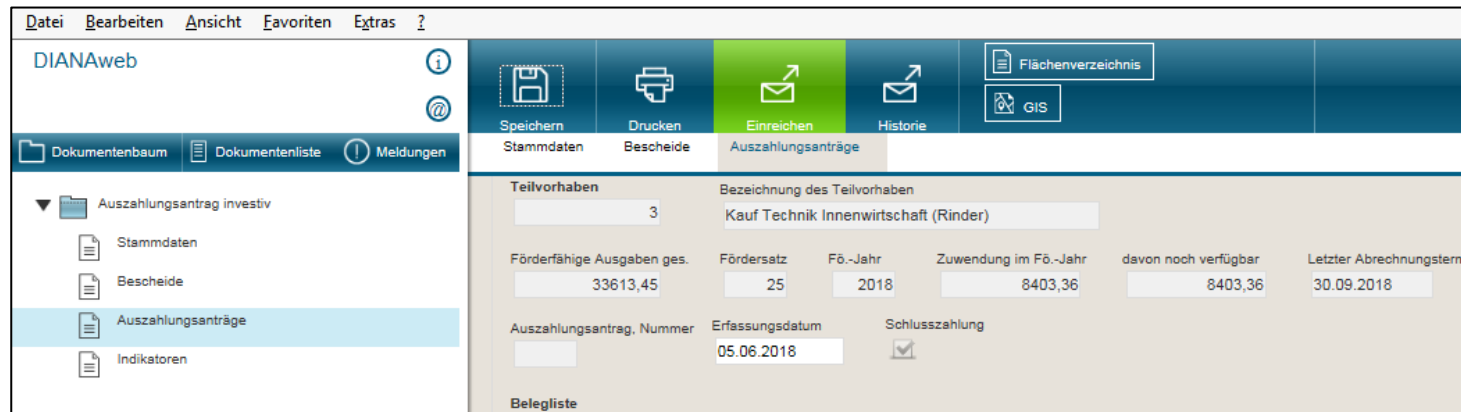 Datei Bearbeiten Ansicht Favoriten Extras ?
DIANAweb
Flächenverzeichnis
GIS
Speichern Drucken Einreichen Historie
Dokumentenbaum Dokumentenliste Meldungen
Stammdaten Bescheide Auszahlungsanträge
Auszahlungsantrag investiv
Stammdaten
Bescheide
Auszahlungsanträge
Indikatoren
Teilvorhaben Bezeichnung des Teilvorhaben
3 Kauf Technik Innenwirtschaft (Rinder)
Förderfähige Ausgaben ges. Fördersatz Fö.-Jahr Zuwendung im Fö.-Jahr davon noch verfügbar Letzter Abrechnungsterm
33613,45 25 2018 8403,36 8403,36 30.09.2018
Auszahlungsantrag, Nummer Erfassungsdatum Schlusszahlung
05.06.2018
Belegliste